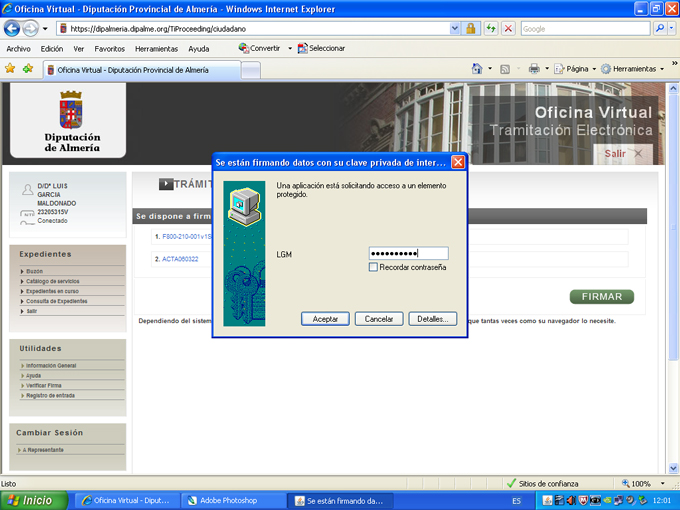 Oficina Virtual - Diputación Provincial de Almería - Windows Internet Explorer
https://dipalmeria.dipalme.org/TiProceeding/ciudadano
Google
Archivo Edición Ver Favoritos Herramientas Ayuda
Convertir
Seleccionar
Oficina Virtual - Diputación Provincial de Almería
Página
Herramientas
Diputación
de Almería
Oficina Virtual
Tramitación Electrónica
Salir
D/Dª LUIS
GARCIA
MALDONADO
23205315V
Conectado
Expedientes
Buzón
Catálogo de servicios
Expedientes en curso
Consulta de Expedientes
Salir
Utilidades
Información General
Ayuda
Verificar Firma
Registro de entrada
Cambiar Sesión
A Representante
TRÁMI
Se dispone a firm
1. F800-210-001v1S
2. ACTA060322
FIRMAR
Dependiendo del sistem
que tantas veces como su navegador lo necesite.
Se están firmando datos con su clave privada de inter...
Una aplicación está solicitando acceso a un elemento
protegido.
LGM
●●●●●●●●●●
Recordar contraseña
Aceptar
Cancelar
Detalles...
Listo
Sitios de confianza
100%
Inicio
Oficina Virtual - Diput...
Adobe Photoshop
Se están firmando da...
ES
12:01